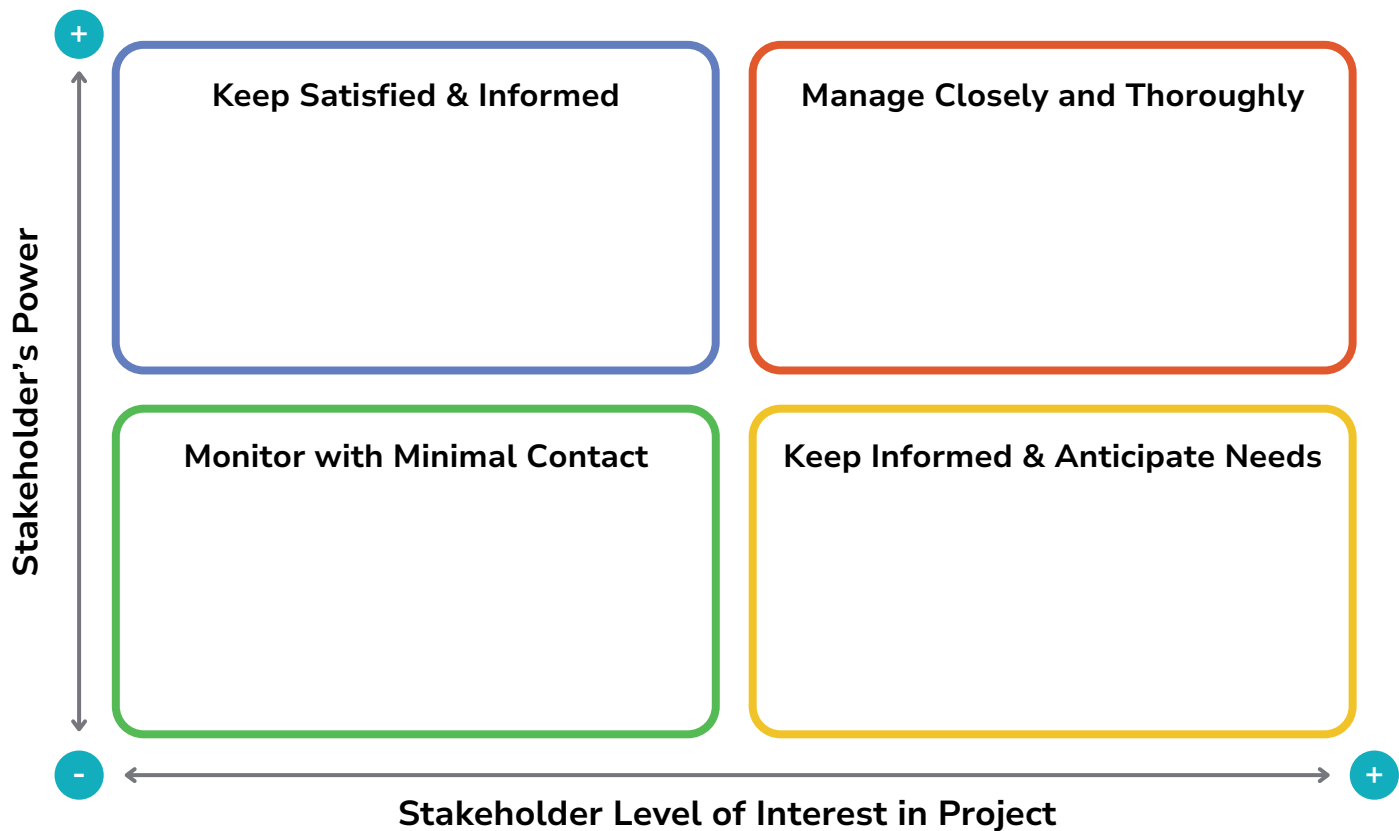 +
Keep Satisfied & Informed
Manage Closely and Thoroughly
Stakeholder’s Power
Monitor with Minimal Contact
Keep Informed & Anticipate Needs
-
+
Stakeholder Level of Interest in Project